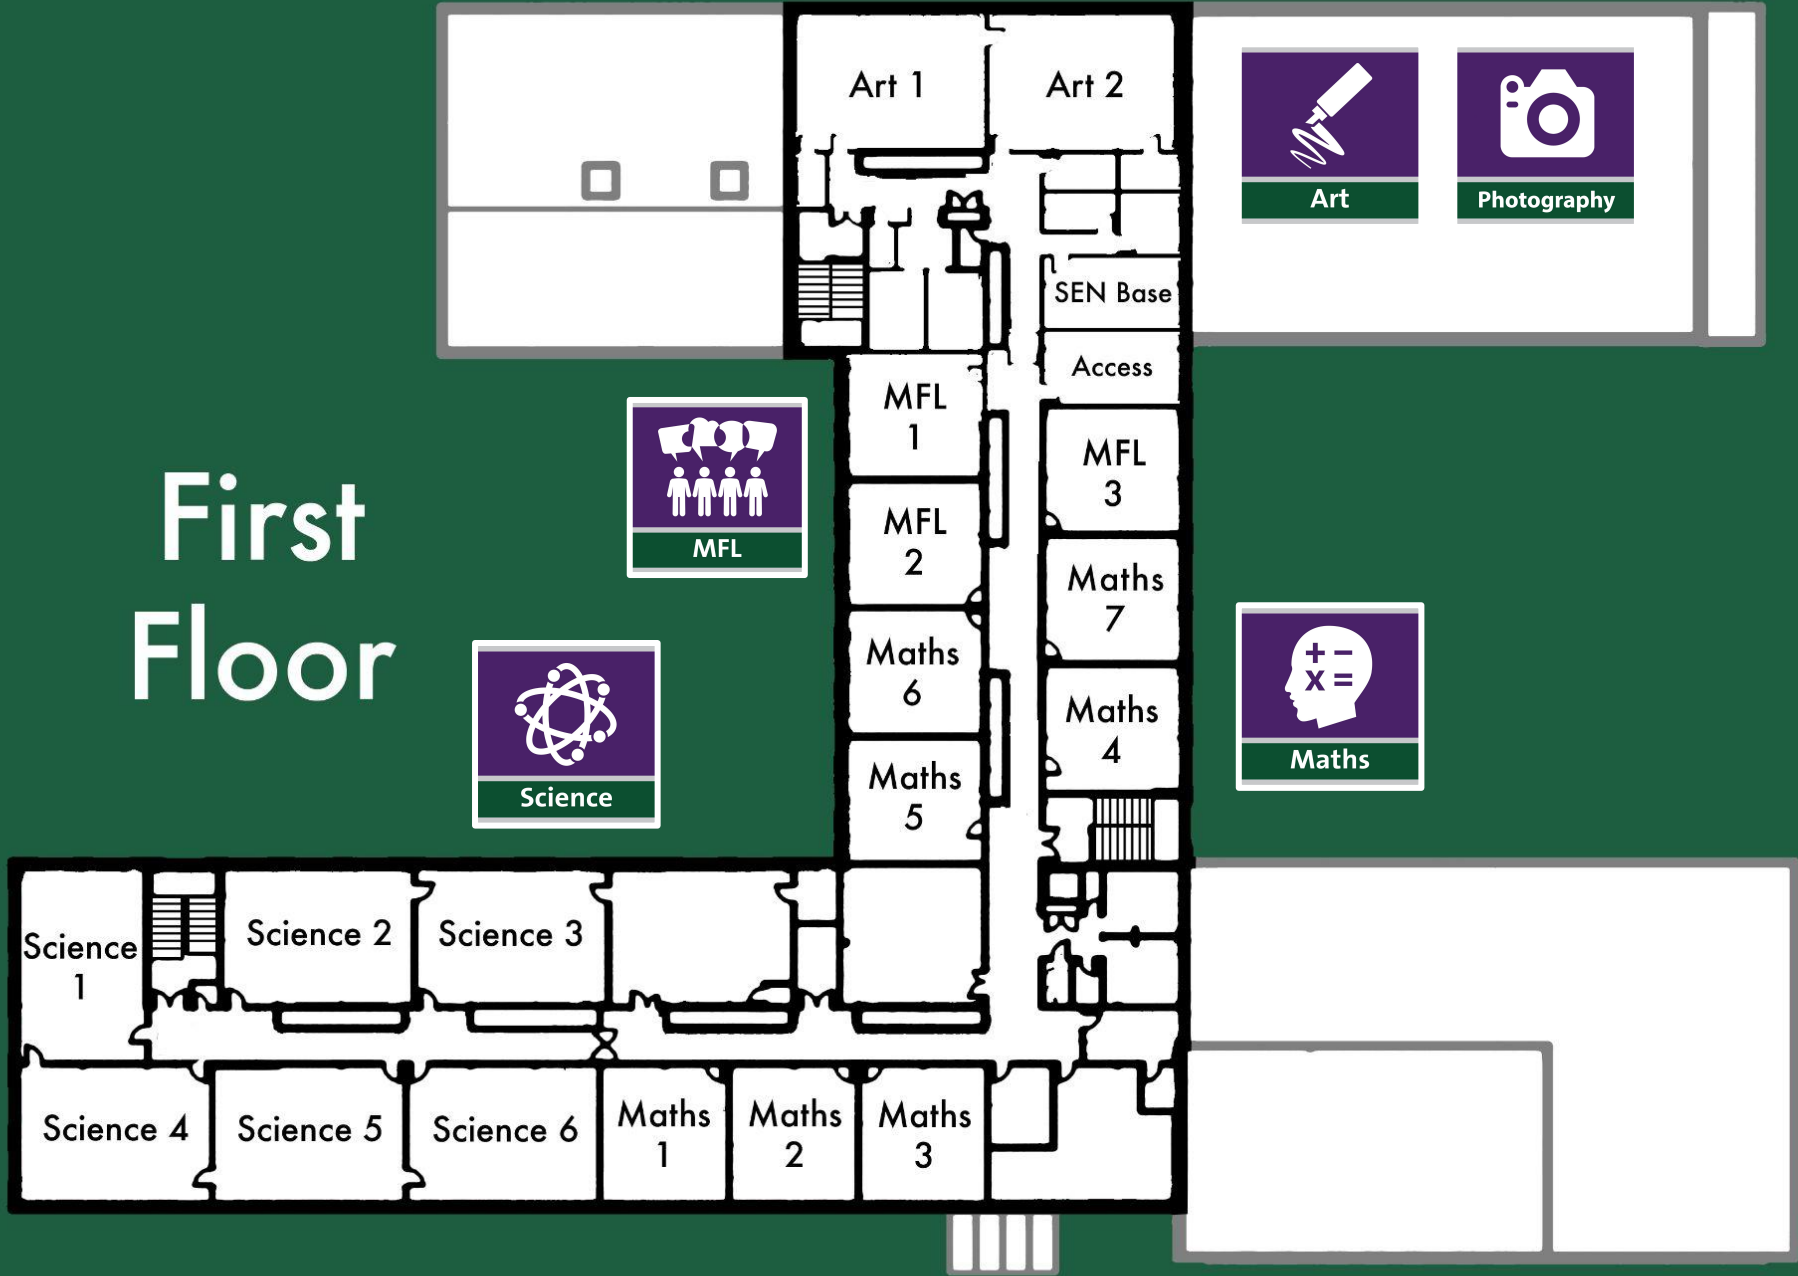 Art 1
Art 2
Art
Photography
SEN Base
Access
MFL
1
MFL
3
First
Floor
MFL
MFL
2
Maths
7
Maths
6
Maths
4
+ −
x =
Maths
Science
Maths
5
Science
1
Science 2
Science 3
Science 4
Science 5
Science 6
Maths
1
Maths
2
Maths
3